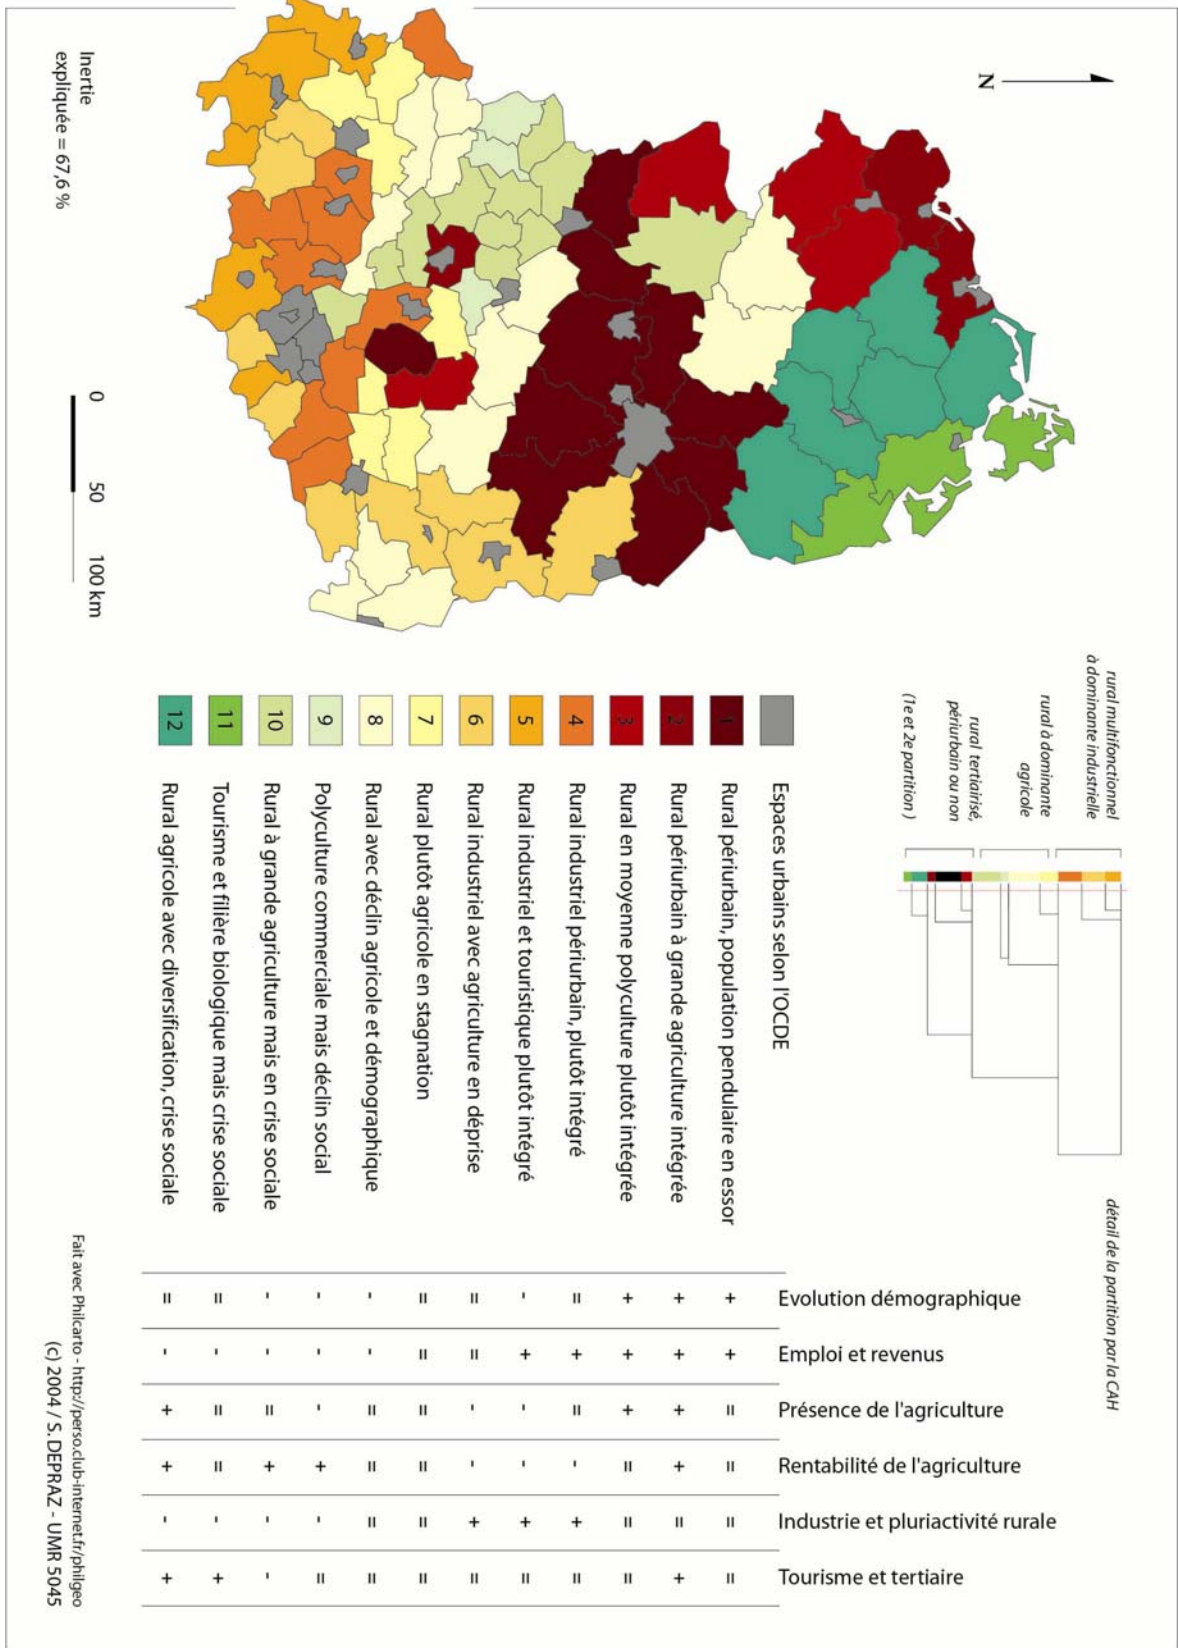 N
0 50 100 km
Inertie
expliquée = 67,6 %
rural multifonctionnel
à dominante industrielle
rural à dominante
agricole
rural tertiairisé,
périurbain ou non
(1e et 2e partition)
détail de la partition par la CAH
Evolution démographique
Emploi et revenus
Présence de l'agriculture
Rentabilité de l'agriculture
Industrie et pluriactivité rurale
Tourisme et tertiaire
Espaces urbains selon l'OCDE
1 Rural périurbain, population pendulaire en essor + + = = = =
2 Rural périurbain à grande agriculture intégrée + + + + = +
3 Rural en moyenne polyculture plutôt intégrée + + + = = =
4 Rural industriel périurbain, plutôt intégré = + = - + =
5 Rural industriel et touristique plutôt intégré - + - - + =
6 Rural industriel avec agriculture en déprise = = - - + =
7 Rural plutôt agricole en stagnation = = = = = =
8 Rural avec déclin agricole et démographique - - = = = =
9 Polyculture commerciale mais déclin social - - - + - =
10 Rural à grande agriculture mais en crise sociale - - = + - -
11 Tourisme et filière biologique mais crise sociale = - = = - +
12 Rural agricole avec diversification, crise sociale = - + + - +
Fait avec Philcarto - http://perso.club-internet.fr/philgeo
(c) 2004 / S. DEPRAZ - UMR 5045